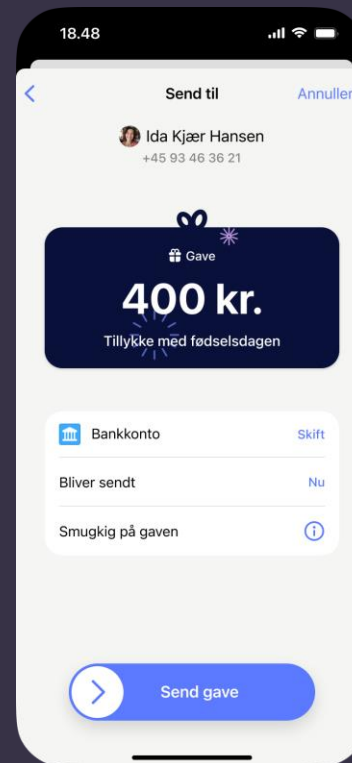 18.48
Send til
Annuller
Ida Kjær Hansen
+45 93 46 36 21
Gave
400 kr.
Tillykke med fødselsdagen
Bankkonto
Skift
Bliver sendt
Nu
Smugkig på gaven
Send gave